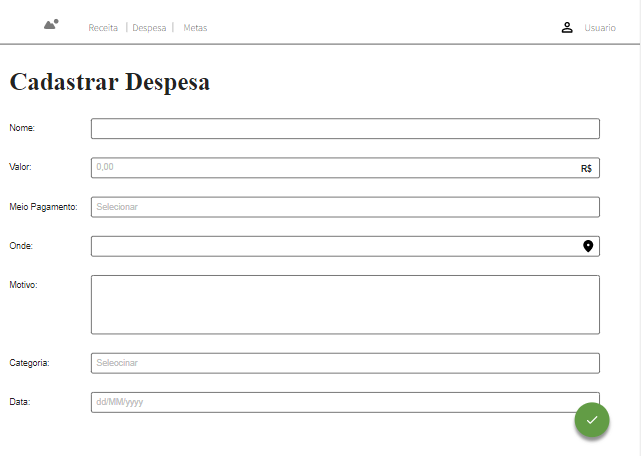 Receita | Despesa | Metas Usuario
Cadastrar Despesa
Nome:
Valor: 0,00 R$
Meio Pagamento: Selecionar
Onde:
Motivo:
Categoria: Seleocinar
Data: dd/MM/yyyy